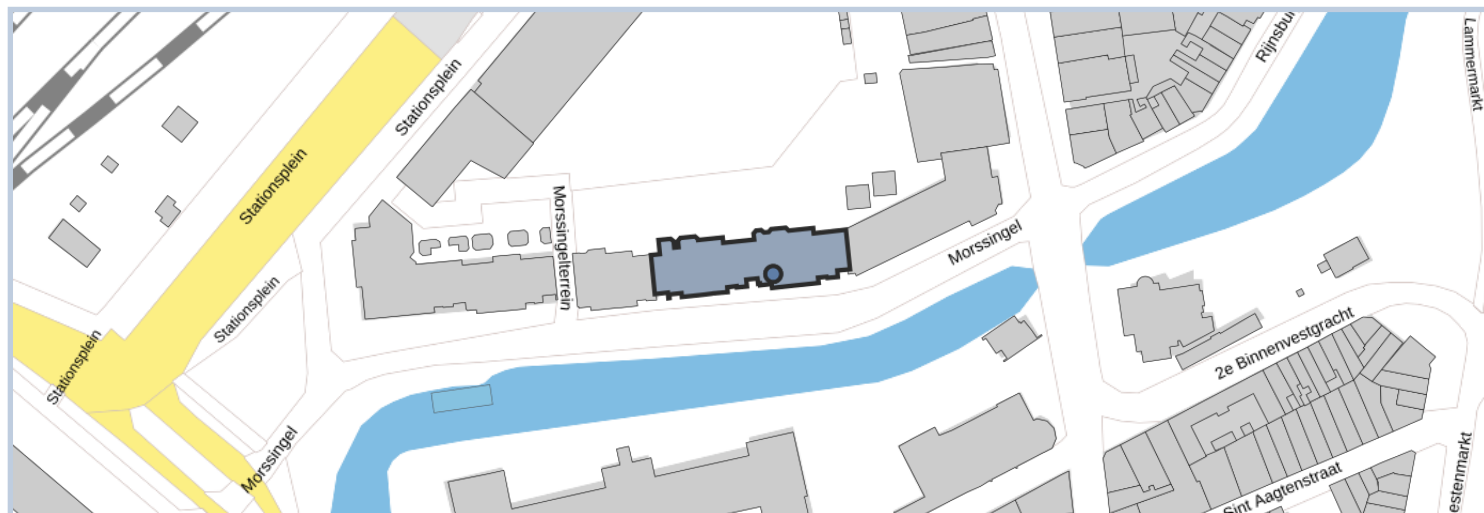 Rijnsbu
Lammermarkt
Stationsplein
Stationsplein
Morssingelterrein
Morssingel
Stationsplein
Stationsplein
2e Binnenvestgracht
Morssingel
Sint Aagtenstraat
estenmarkt